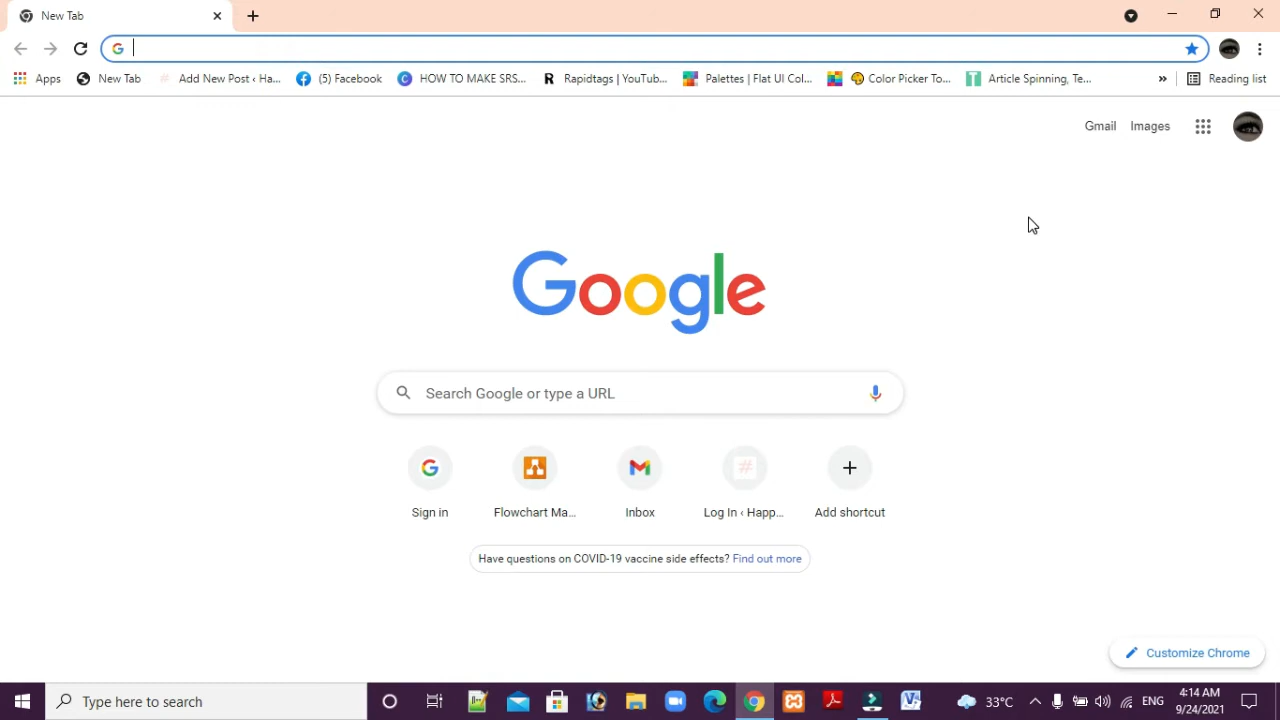 New Tab
Apps
New Tab
Add New Post ‹ Ha...
(5) Facebook
HOW TO MAKE SRS...
Rapidtags | YouTub...
Palettes | Flat UI Col...
Color Picker To...
Article Spinning, Te...
»
Reading list
Gmail
Images
Google
Search Google or type a URL
Sign in
Flowchart Ma...
Inbox
Log In ‹ Happ...
Add shortcut
Have questions on COVID-19 vaccine side effects? Find out more
Customize Chrome
Type here to search
33°C
ENG
4:14 AM
9/24/2021